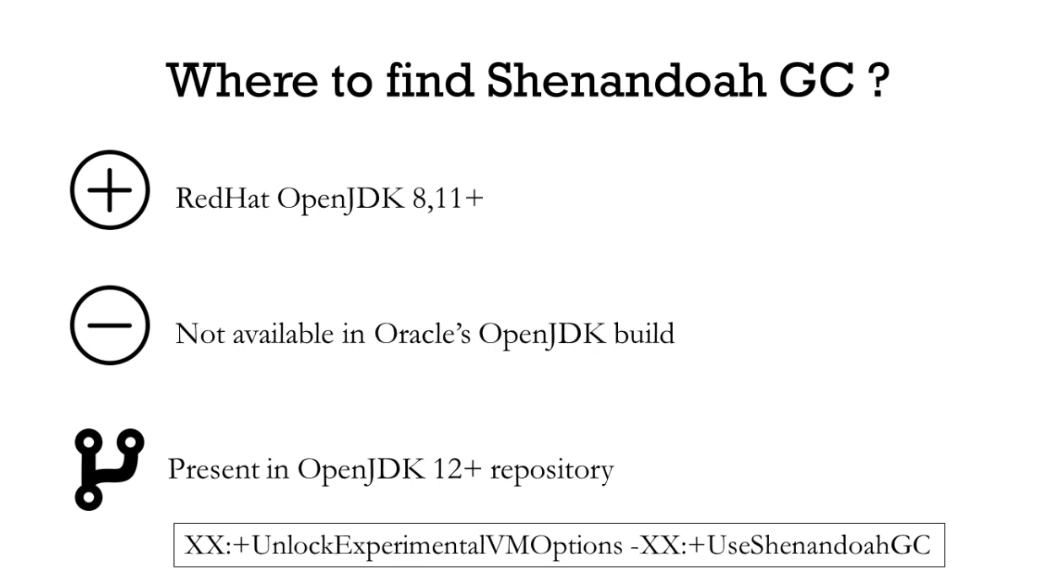 Where to find Shenandoah GC ?
RedHat OpenJDK 8,11+
Not available in Oracle’s OpenJDK build
Present in OpenJDK 12+ repository
XX:+UnlockExperimentalVMOptions -XX:+UseShenandoahGC